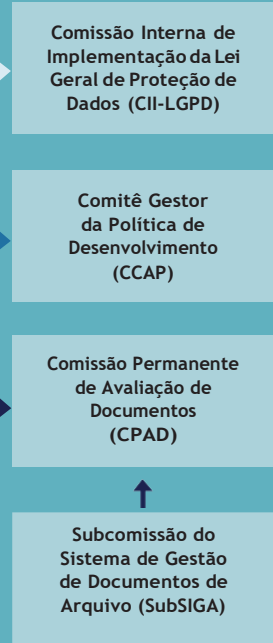 Comissão Interna de
Implementação da Lei
Geral de Proteção de
Dados (CII-LGPD)
Comitê Gestor
da Política de
Desenvolvimento
(CCAP)
Comissão Permanente
de Avaliação de
Documentos
(CPAD)
Subcomissão do
Sistema de Gestão
de Documentos de
Arquivo (SubSIGA)